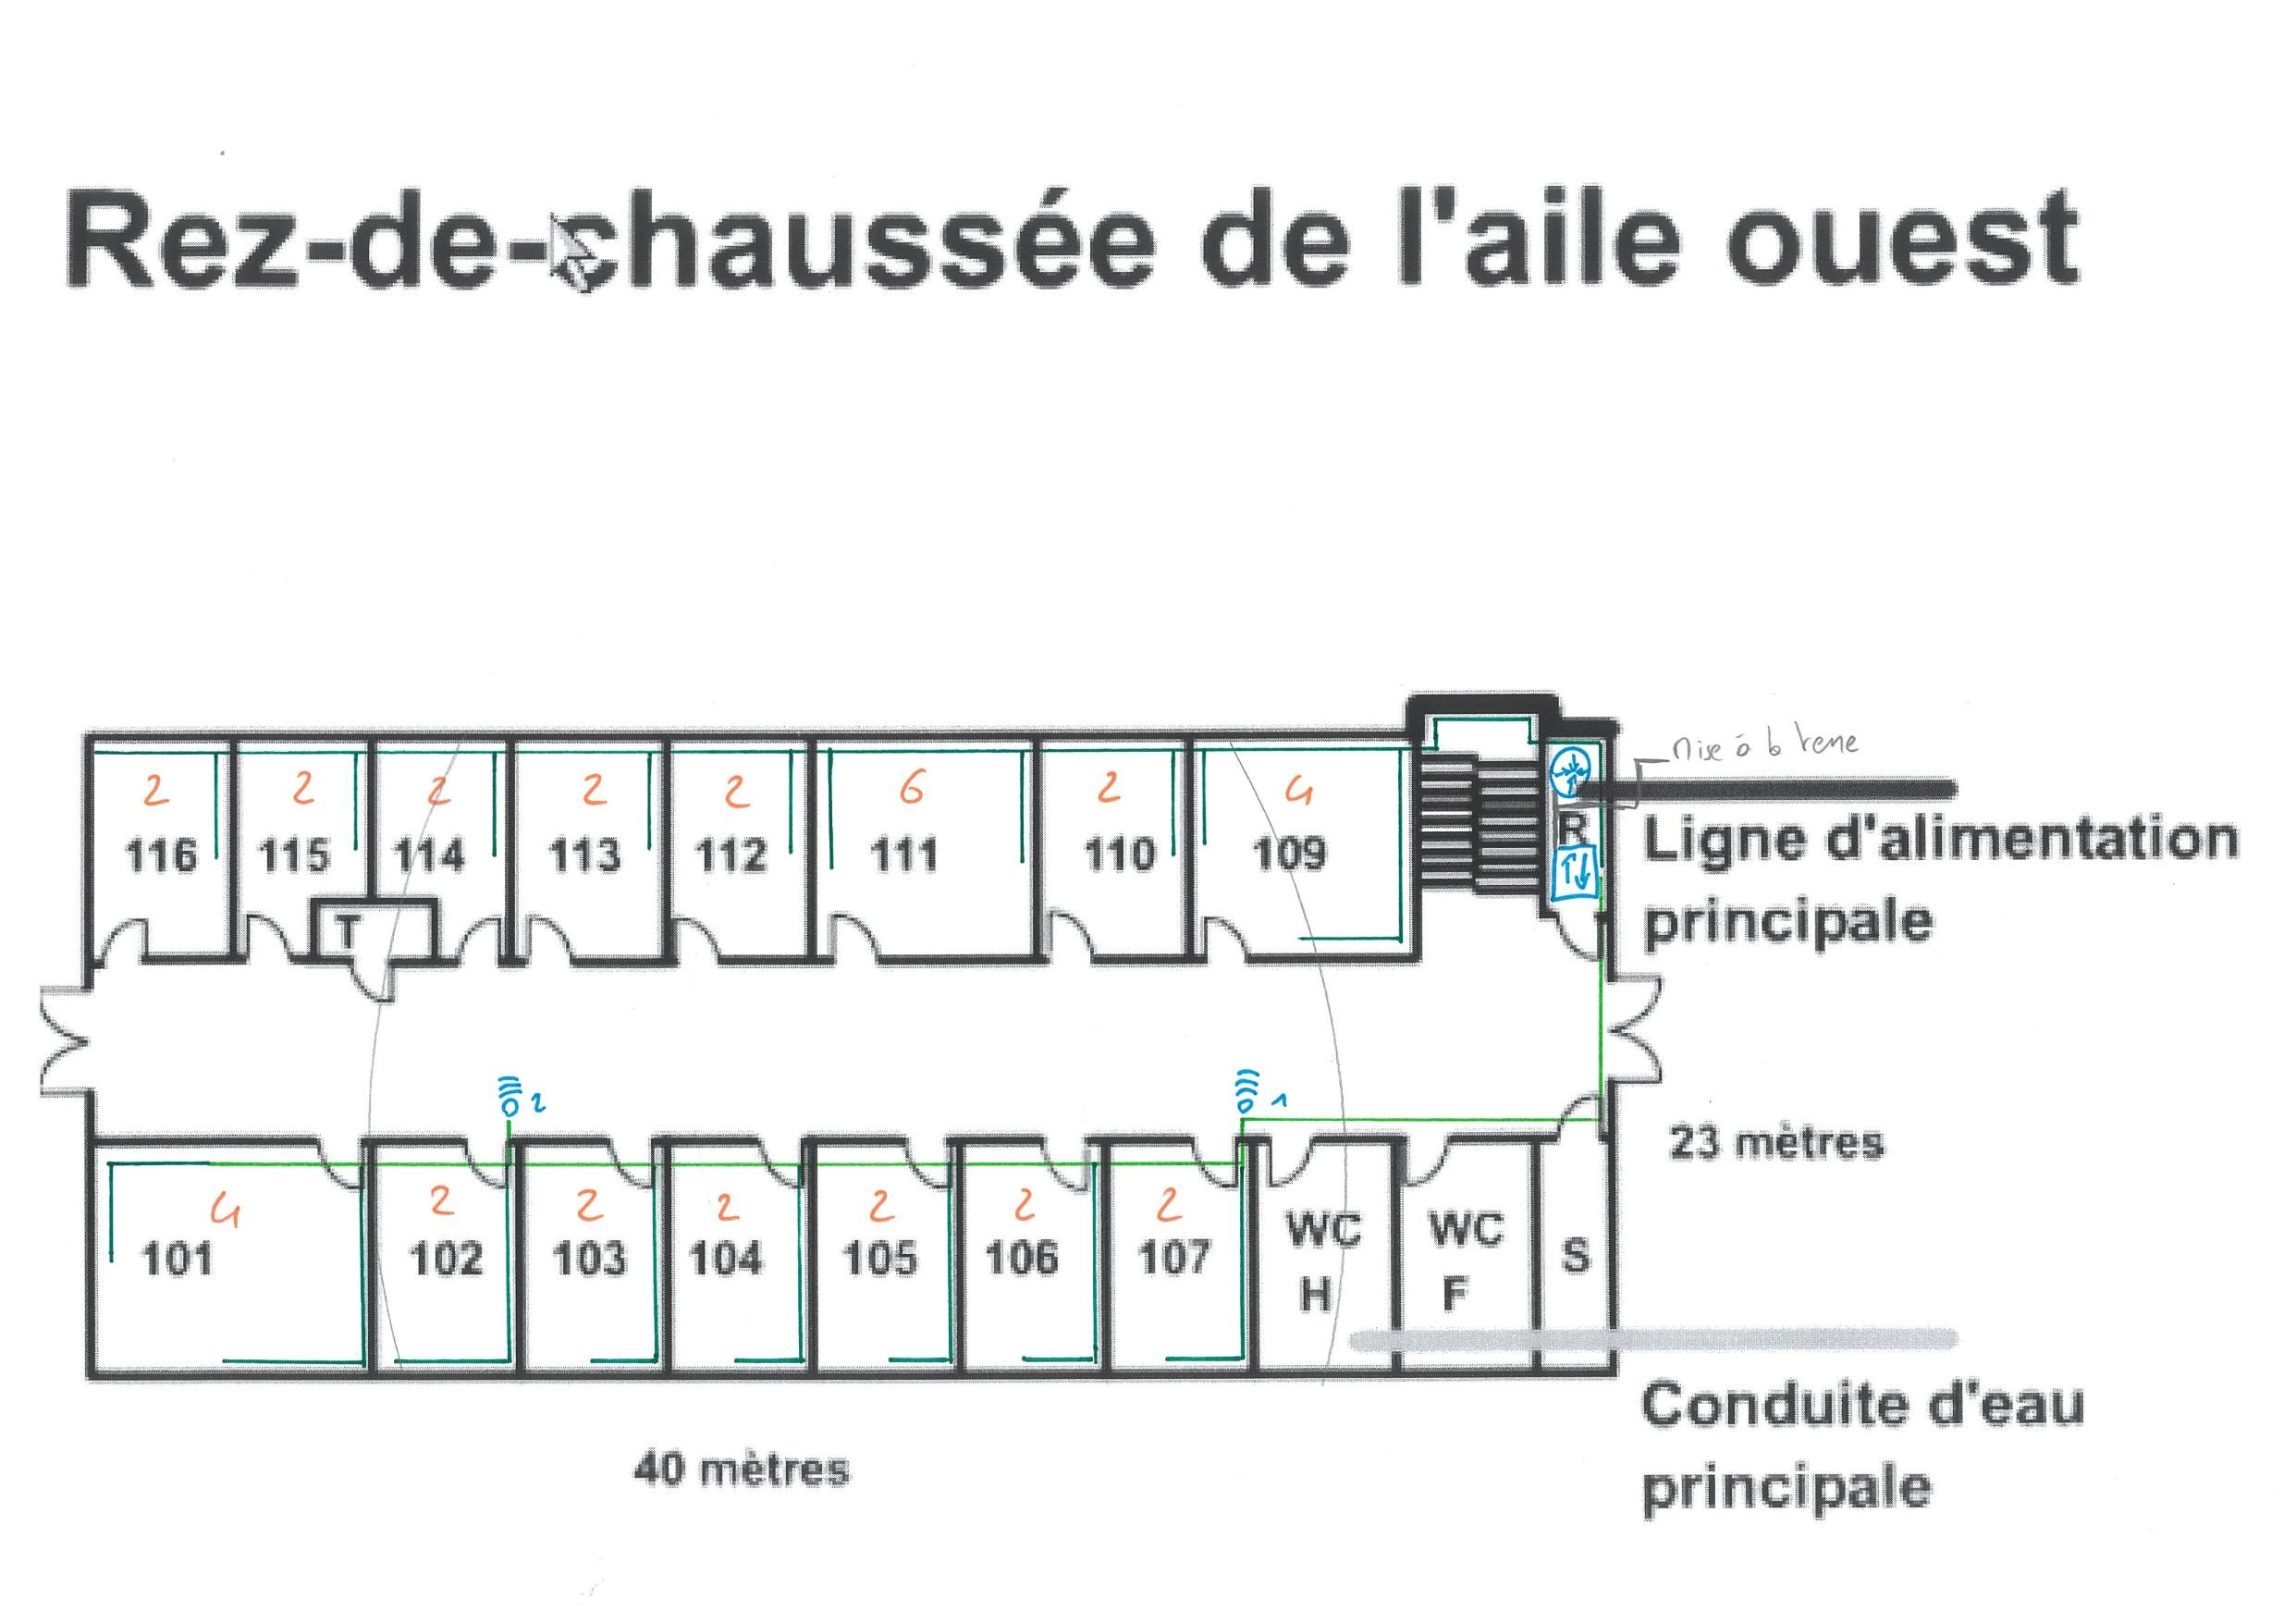 Rez-de-chaussée de l'aile ouest
2 2 2 2 2 6 2 4
116 115 114 113 112 111 110 109
T
R
Mise à la terre
Ligne d'alimentation
principale
2
1
23 mètres
4 2 2 2 2 2 2
101 102 103 104 105 106 107
WC
H
WC
F
S
40 mètres
Conduite d'eau
principale